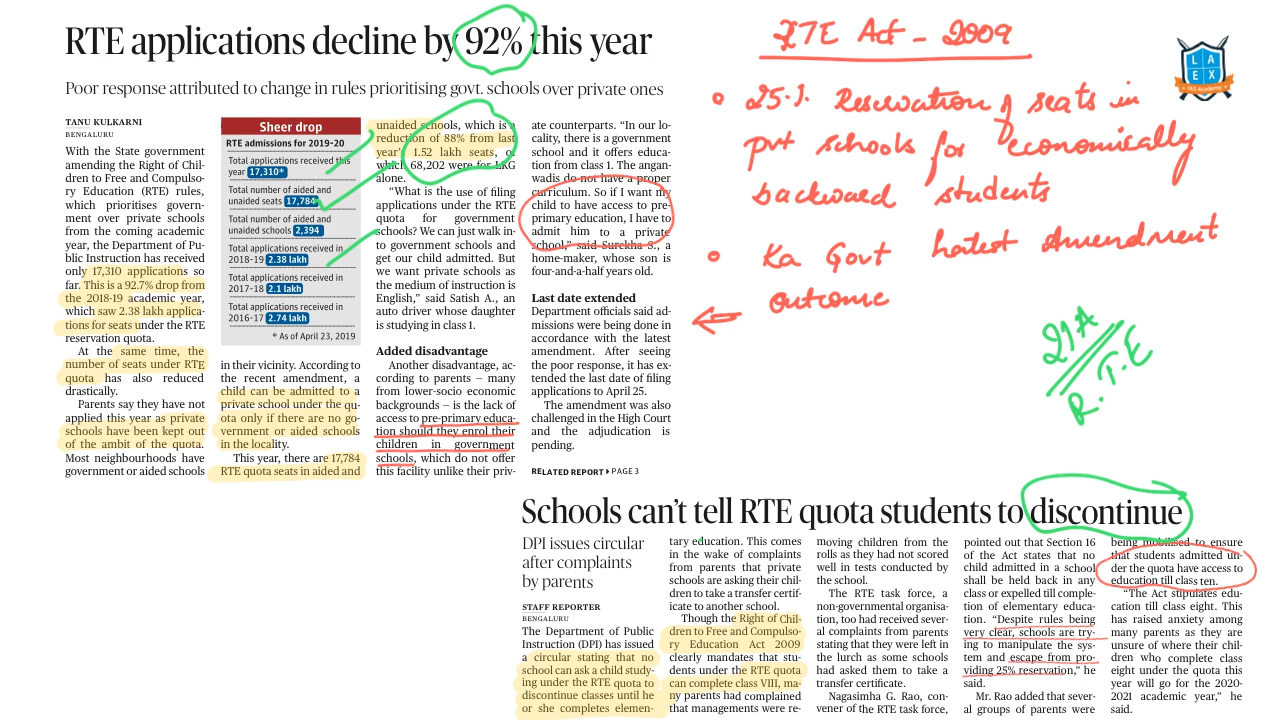 RTE applications decline by 92% this year
Poor response attributed to change in rules prioritising govt. schools over private ones
TANU KULKARNI
BENGALURU
With the State government
amending the Right of Chil-
dren to Free and Compulso-
ry Education (RTE) rules,
which prioritises govern-
ment over private schools
from the coming academic
year, the Department of Pu-
blic Instruction has received
only 17,310 applications so
far. This is a 92.7% drop from
the 2018-19 academic year,
which saw 2.38 lakh applica-
tions for seats under the RTE
reservation quota.
At the same time, the
number of seats under RTE
quota has also reduced
drastically.
Parents say they have not
applied this year as private
schools have been kept out
of the ambit of the quota.
Most neighbourhoods have
government or aided schools
Sheer drop
RTE admissions for 2019-20
Total applications received this
year 17,310*
Total number of aided and
unaided seats 17,784
Total number of aided and
unaided schools 2,394
Total applications received in
2018-19 2.38 lakh
Total applications received in
2017-18 2.1 lakh
Total applications received in
2016-17 2.74 lakh
* As of April 23, 2019
in their vicinity. According to
the recent amendment, a
child can be admitted to a
private school under the qu-
ota only if there are no go-
vernment or aided schools
in the locality.
This year, there are 17,784
RTE quota seats in aided and
unaided schools, which is a
reduction of 88% from last
year's 1.52 lakh seats, of
which 68,202 were for LKG
alone.
"What is the use of filing
applications under the RTE
quota for government
schools? We can just walk in-
to government schools and
get our child admitted. But
we want private schools as
the medium of instruction is
English," said Satish A., an
auto driver whose daughter
is studying in class I.
Added disadvantage
Another disadvantage, ac-
cording to parents — many
from lower-socio economic
backgrounds — is the lack of
access to pre-primary educa-
tion should they enrol their
children in government
schools, which do not offer
this facility unlike their priv-
ate counterparts. "In our lo-
cality, there is a government
school and it offers educa-
tion from class I. The angan-
wadis do not have a proper
curriculum. So if I want my
child to have access to pre-
primary education, I have to
admit him to a private
school," said Surekha S., a
home-maker, whose son is
four-and-a-half years old.
Last date extended
Department officials said ad-
missions were being done in
accordance with the latest
amendment. After seeing
the poor response, it has ex-
tended the last date of filing
applications to April 25.
The amendment was also
challenged in the High Court
and the adjudication is
pending.
RELATED REPORT PAGE 3
RTE Act - 2009
25%. Reservation of seats in
pvt schools for economically
backward students
Ka Govt latest Amendment
outcome
21A
R.T.E
LAEX
IAS Academy
Schools can't tell RTE quota students to discontinue
DPI issues circular
after complaints
by parents
STAFF REPORTER
BENGALURU
The Department of Public
Instruction (DPI) has issued
a circular stating that no
school can ask a child study-
ing under the RTE quota to
discontinue classes until he
or she completes elemen-
tary education. This comes
in the wake of complaints
from parents that private
schools are asking their chil-
dren to take a transfer certif-
icate to another school.
Though the Right of Chil-
dren to Free and Compulso-
ry Education Act 2009
clearly mandates that stu-
dents under the RTE quota
can complete class VIII, ma-
ny parents had complained
that managements were re-
moving children from the
rolls as they had not scored
well in tests conducted by
the school.
The RTE task force, a
non-governmental organisa-
tion, too had received sever-
al complaints from parents
stating that they were left in
the lurch as some schools
had asked them to take a
transfer certificate.
Nagasimha G. Rao, con-
vener of the RTE task force,
pointed out that Section 16
of the Act states that no
child admitted in a school
shall be held back in any
class or expelled till comple-
tion of elementary educa-
tion. "Despite rules being
very clear, schools are try-
ing to manipulate the sys-
tem and escape from pro-
viding 25% reservation," he
said.
Mr. Rao added that sever-
al groups of parents were
being mobilised to ensure
that students admitted un-
der the quota have access to
education till class ten.
"The Act stipulates edu-
cation till class eight. This
has raised anxiety among
many parents as they are
unsure of where their chil-
dren who complete class
eight under the quota this
year will go for the 2020-
2021 academic year," he
said.